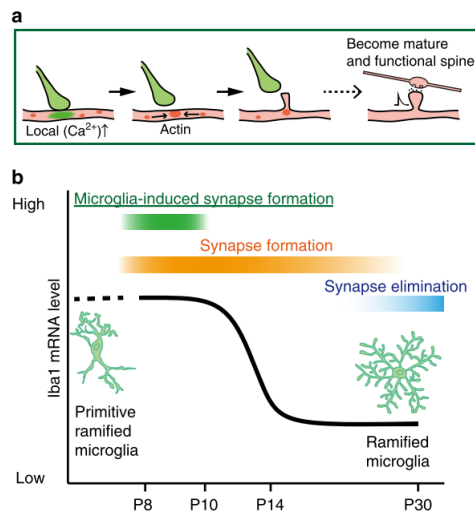 a
Become mature
and functional spine
Local (Ca²⁺)↑
Actin
b
High
Microglia-induced synapse formation
Synapse formation
Synapse elimination
Iba1 mRNA level
Primitive
ramified
microglia
Ramified
microglia
Low
P8
P10
P14
P30